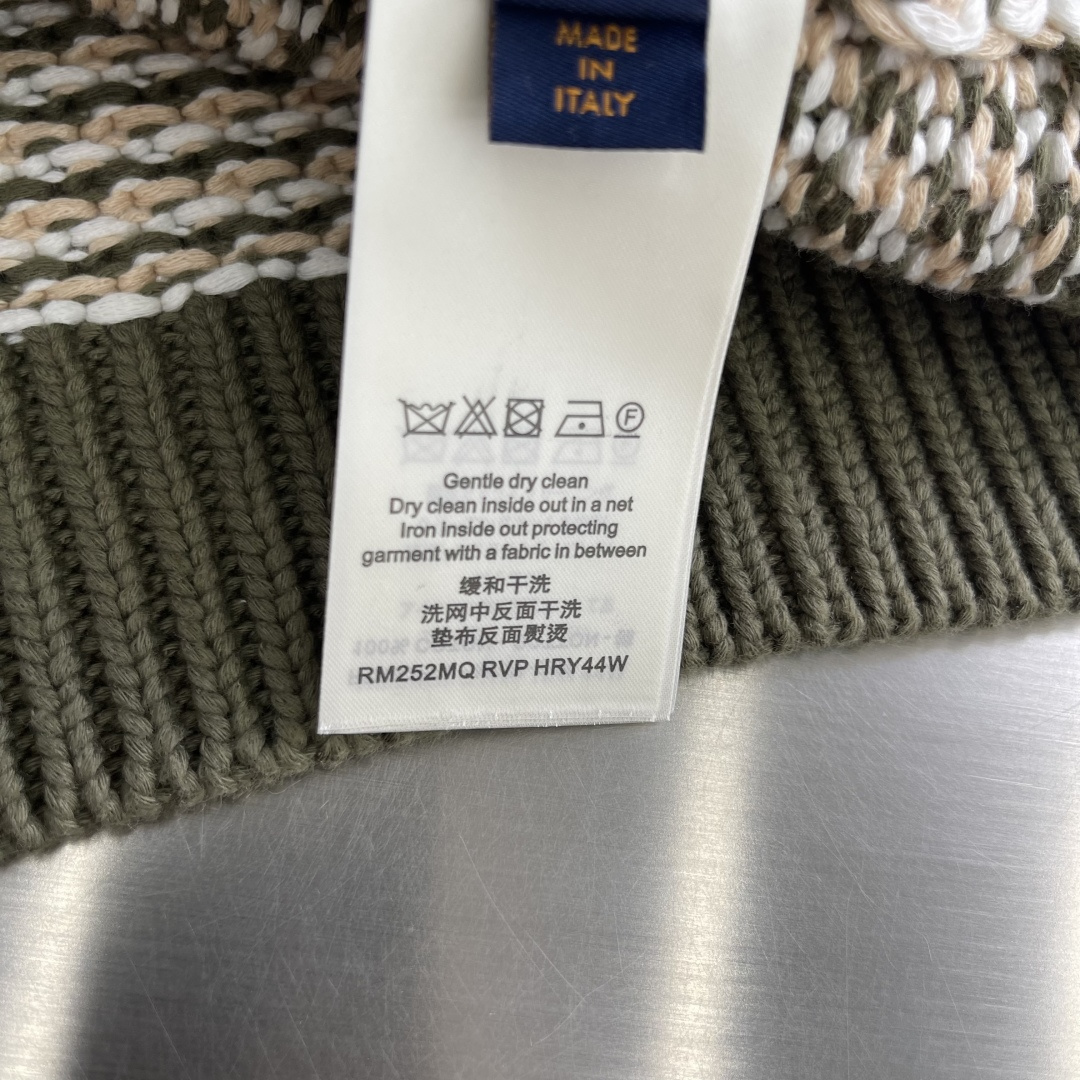 MADE
IN
ITALY
F
Gentle dry clean
Dry clean inside out in a net
Iron inside out protecting
garment with a fabric in between
缓和干洗
洗网中反面干洗
垫布反面熨烫
RM252MQ RVP HRY44W